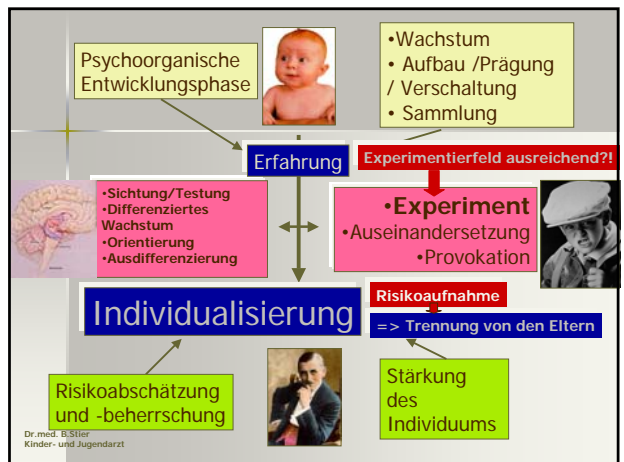 Psychoorganische
Entwicklungsphase
•Wachstum
• Aufbau /Prägung
/ Verschaltung
• Sammlung
Erfahrung
Experimentierfeld ausreichend?!
•Sichtung/Testung
•Differenziertes
Wachstum
•Orientierung
•Ausdifferenzierung
•Experiment
•Auseinandersetzung
•Provokation
Individualisierung
Risikoaufnahme
=> Trennung von den Eltern
Risikoabschätzung
und -beherrschung
Stärkung
des
Individuums
Dr.med. B.Stier
Kinder- und Jugendarzt